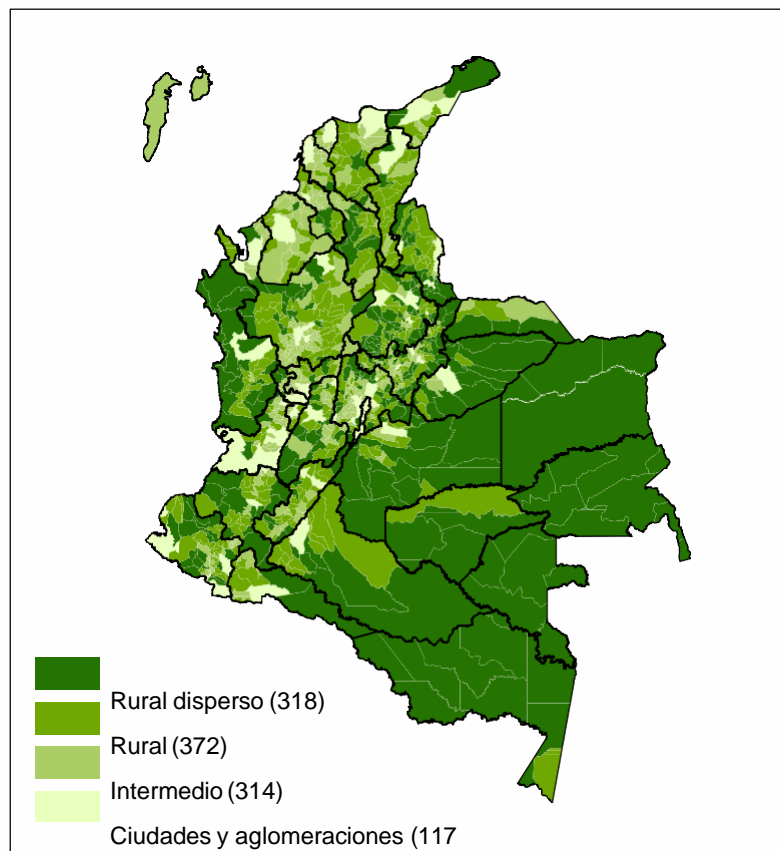 Rural disperso (318)
Rural (372)
Intermedio (314)
Ciudades y aglomeraciones (117